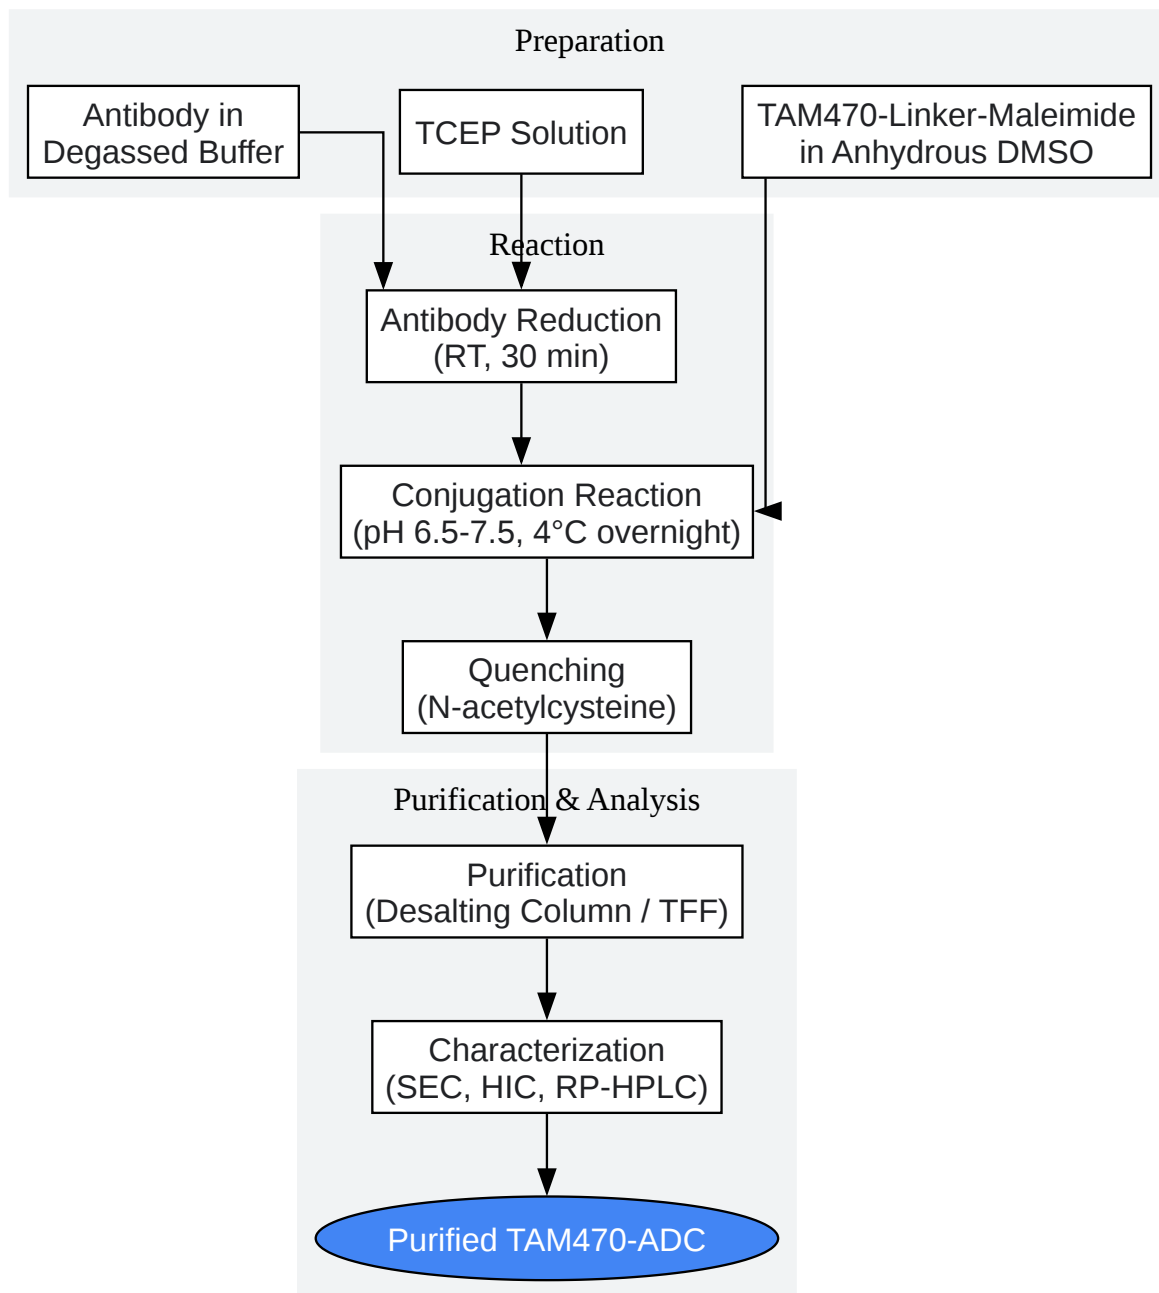 Preparation
Antibody in
Degassed Buffer
TCEP Solution
TAM470-Linker-Maleimide
in Anhydrous DMSO
Reaction
Antibody Reduction
(RT, 30 min)
Conjugation Reaction
(pH 6.5-7.5, 4°C overnight)
Quenching
(N-acetylcysteine)
Purification & Analysis
Purification
(Desalting Column / TFF)
Characterization
(SEC, HIC, RP-HPLC)
Purified TAM470-ADC